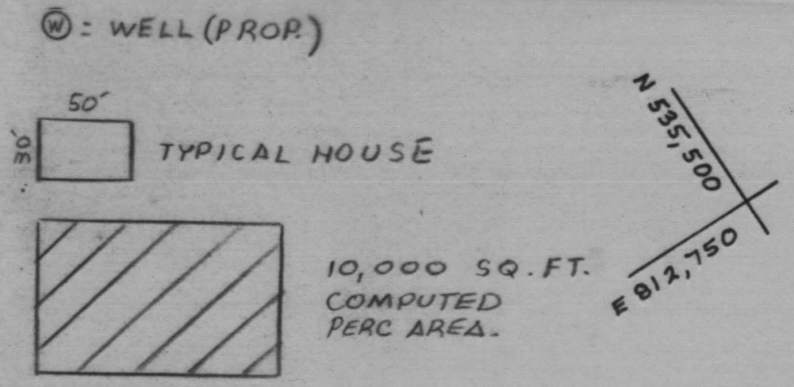 Ⓦ: WELL (PROP.)
50'
30'
TYPICAL HOUSE
10,000 SQ. FT.
COMPUTED
PERC AREA.
N 535,500
E 812,750